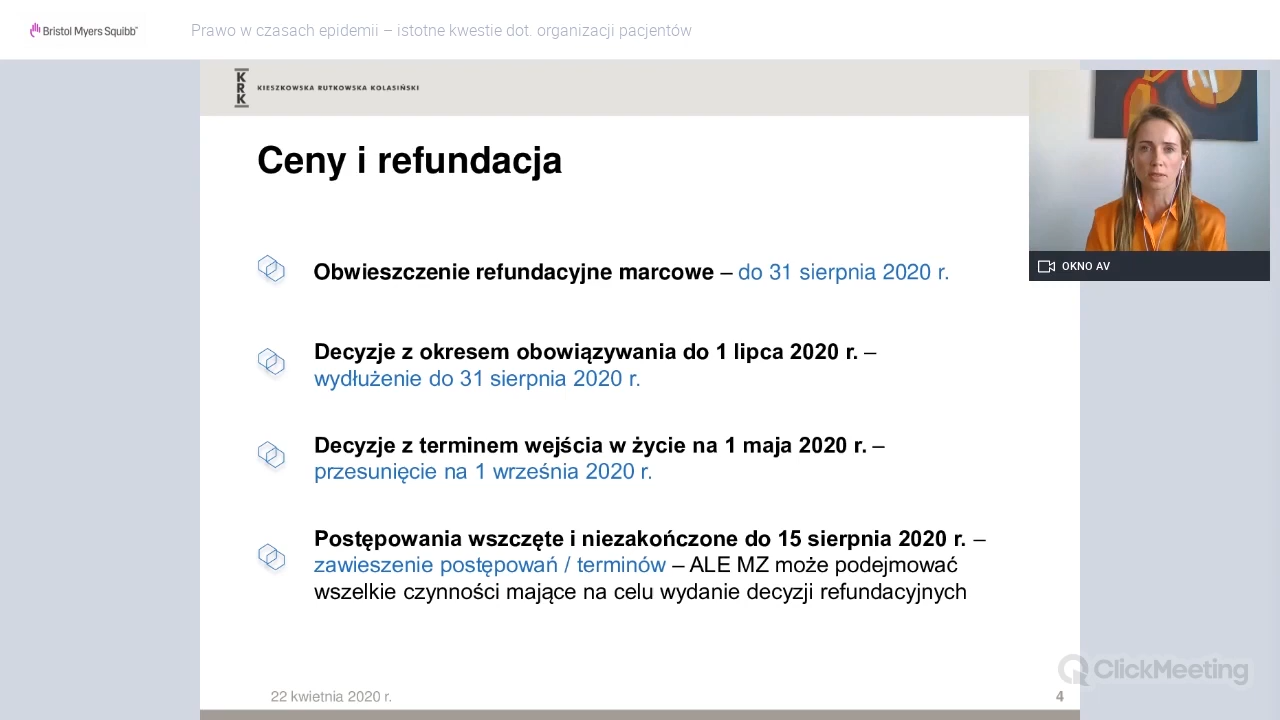 Bristol Myers Squibb™
Prawo w czasach epidemii – istotne kwestie dot. organizacji pacjentów
KRK
KIESZKOWSKA RUTKOWSKA KOLASIŃSKI
Ceny i refundacja
Obwieszczenie refundacyjne marcowe – do 31 sierpnia 2020 r.
Decyzje z okresem obowiązywania do 1 lipca 2020 r. –
wydłużenie do 31 sierpnia 2020 r.
Decyzje z terminem wejścia w życie na 1 maja 2020 r. –
przesunięcie na 1 września 2020 r.
Postępowania wszczęte i niezakończone do 15 sierpnia 2020 r. –
zawieszenie postępowań / terminów – ALE MZ może podejmować
wszelkie czynności mające na celu wydanie decyzji refundacyjnych
OKNO AV
ClickMeeting
22 kwietnia 2020 r.
4